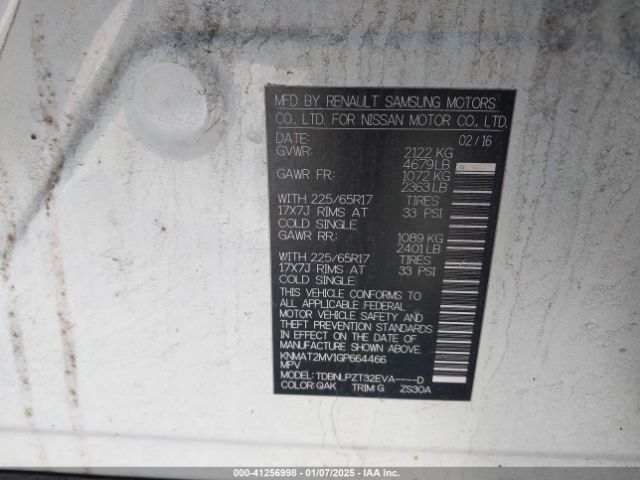 MFD BY RENAULT SAMSUNG MOTORS
CO., LTD. FOR NISSAN MOTOR CO., LTD.
DATE: 02/16
GVWR: 2122 KG
4679 LB
GAWR FR: 1072 KG
2363 LB
WITH 225/65R17 TIRES
17X7J RIMS AT 33 PSI
COLD SINGLE
GAWR RR: 1089 KG
2401 LB
WITH 225/65R17 TIRES
17X7J RIMS AT 33 PSI
COLD SINGLE
THIS VEHICLE CONFORMS TO
ALL APPLICABLE FEDERAL
MOTOR VEHICLE SAFETY AND
THEFT PREVENTION STANDARDS
IN EFFECT ON THE DATE OF
MANUFACTURE SHOWN ABOVE.
KNMAT2MV1GP664466
MPV
MODEL: TDBNLPZT32EVA----D
COLOR: QAK TRIM G ZS30A
000-41256998 - 01/07/2025 - IAA Inc.